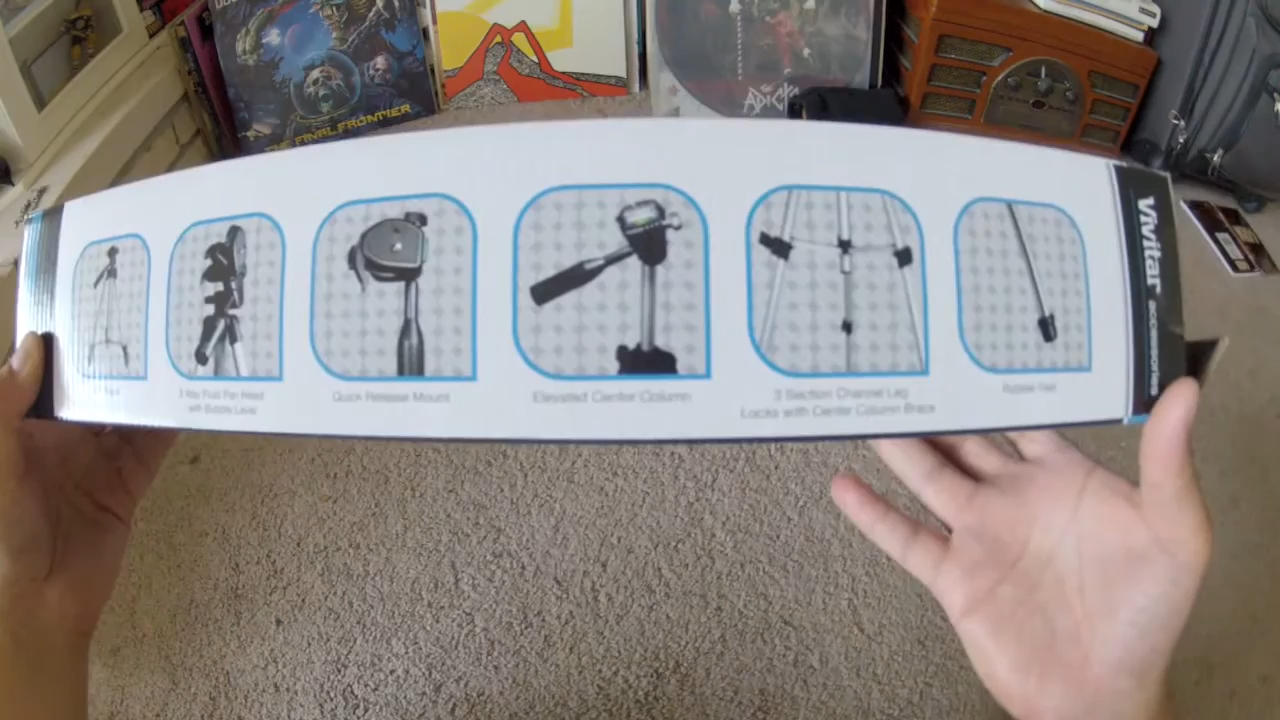 THE FINAL FRONTIER
THE
ADICTS
Vivitar accessories
3 Way Fluid Pan Head
with Bubble Level
Quick Release Mount
Elevated Center Column
3 Section Channel Leg
Locks with Center Column Brace
Rubber Feet